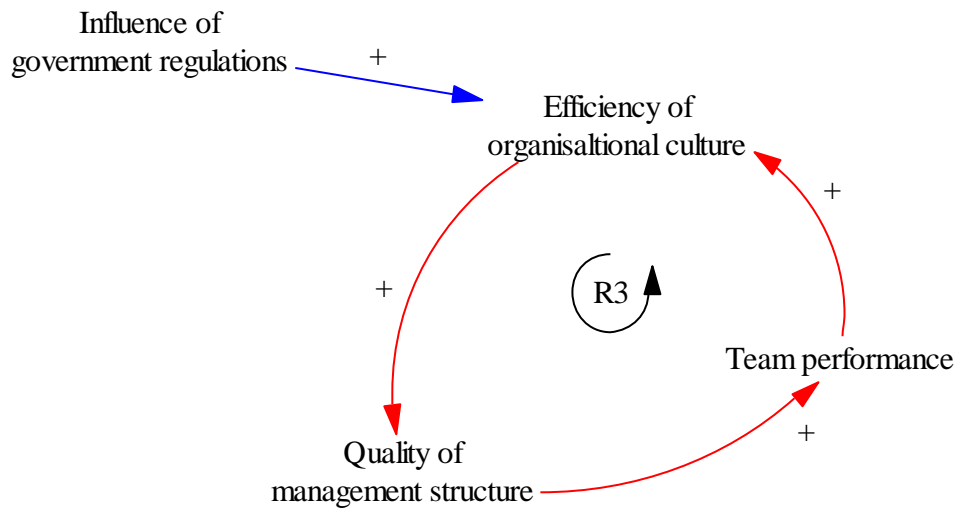 Influence of
government regulations
+
Efficiency of
organisaltional culture
+
+
R3
Team performance
+
Quality of
management structure